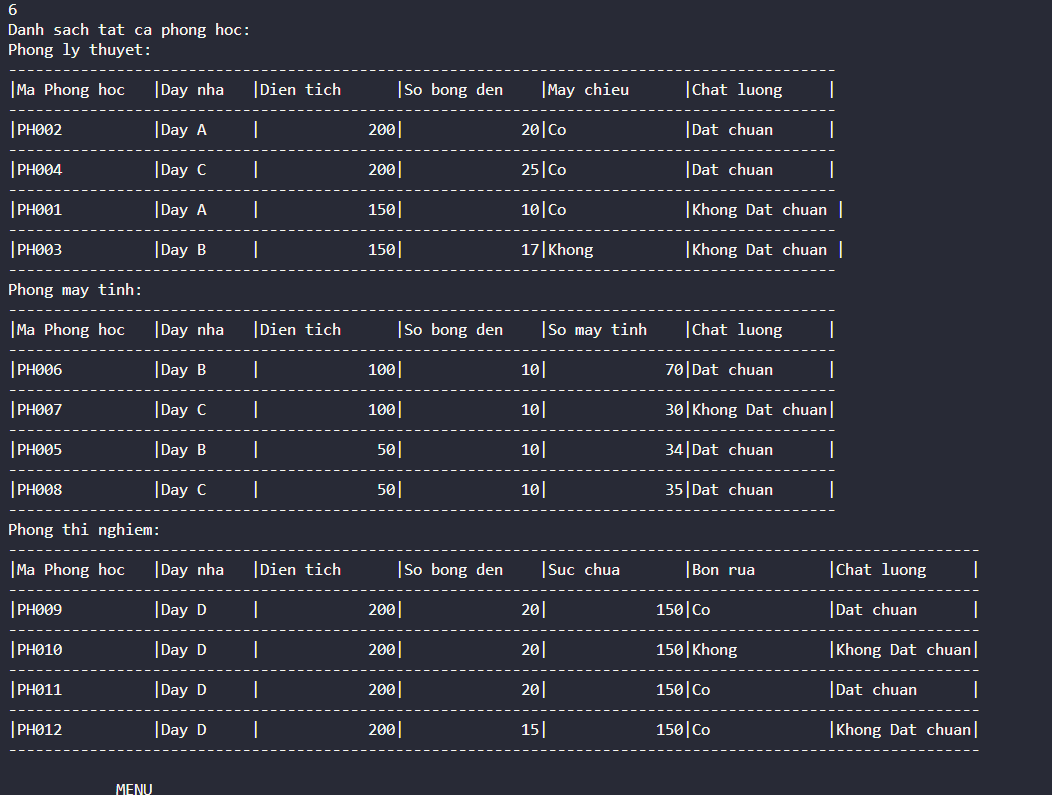 6
Danh sach tat ca phong hoc:
Phong ly thuyet:
--------------------------------------------------------------------------------------------
|Ma Phong hoc   |Day nha   |Dien tich      |So bong den    |May chieu      |Chat luong     |
--------------------------------------------------------------------------------------------
|PH002          |Day A     |            200|             20|Co             |Dat chuan      |
--------------------------------------------------------------------------------------------
|PH004          |Day C     |            200|             25|Co             |Dat chuan      |
--------------------------------------------------------------------------------------------
|PH001          |Day A     |            150|             10|Co             |Khong Dat chuan |
--------------------------------------------------------------------------------------------
|PH003          |Day B     |            150|             17|Khong          |Khong Dat chuan |
--------------------------------------------------------------------------------------------
Phong may tinh:
--------------------------------------------------------------------------------------------
|Ma Phong hoc   |Day nha   |Dien tich      |So bong den    |So may tinh    |Chat luong     |
--------------------------------------------------------------------------------------------
|PH006          |Day B     |            100|             10|             70|Dat chuan      |
--------------------------------------------------------------------------------------------
|PH007          |Day C     |            100|             10|             30|Khong Dat chuan|
--------------------------------------------------------------------------------------------
|PH005          |Day B     |             50|             10|             34|Dat chuan      |
--------------------------------------------------------------------------------------------
|PH008          |Day C     |             50|             10|             35|Dat chuan      |
--------------------------------------------------------------------------------------------
Phong thi nghiem:
------------------------------------------------------------------------------------------------------------
|Ma Phong hoc   |Day nha   |Dien tich      |So bong den    |Suc chua       |Bon rua        |Chat luong     |
------------------------------------------------------------------------------------------------------------
|PH009          |Day D     |            200|             20|            150|Co             |Dat chuan      |
------------------------------------------------------------------------------------------------------------
|PH010          |Day D     |            200|             20|            150|Khong          |Khong Dat chuan|
------------------------------------------------------------------------------------------------------------
|PH011          |Day D     |            200|             20|            150|Co             |Dat chuan      |
------------------------------------------------------------------------------------------------------------
|PH012          |Day D     |            200|             15|            150|Co             |Khong Dat chuan|
------------------------------------------------------------------------------------------------------------
MENU